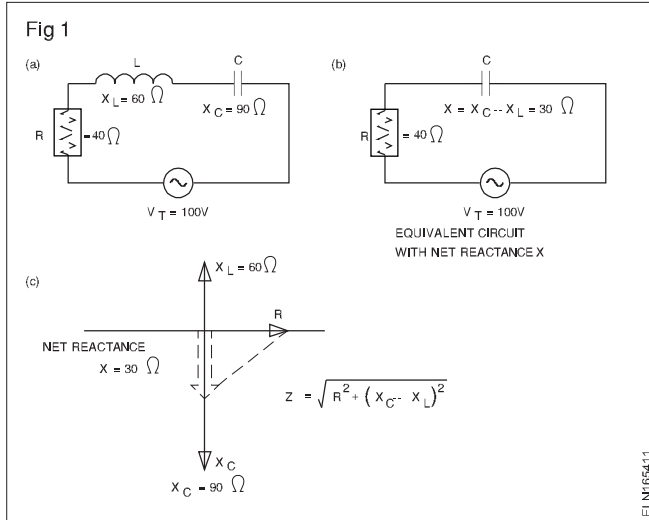 Fig 1
(a)
L
C
X L = 60 Ω
X C = 90 Ω
R
= 40 Ω
V T = 100V
(b)
C
X = X C -- X L = 30 Ω
R
= 40 Ω
V T = 100V
EQUIVALENT CIRCUIT
WITH NET REACTANCE X
(c)
X L = 60 Ω
R
NET REACTANCE
X = 30 Ω
Z = √R² + (X C -- X L)²
X C
X C = 90 Ω
ELN165411